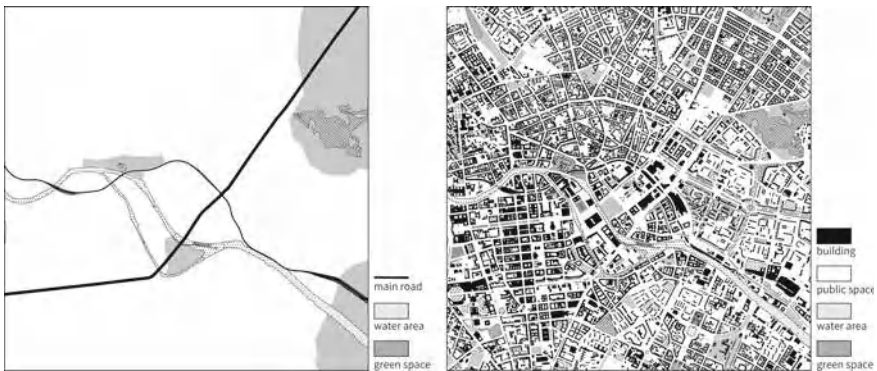 main road
water area
green space
building
public space
water area
green space